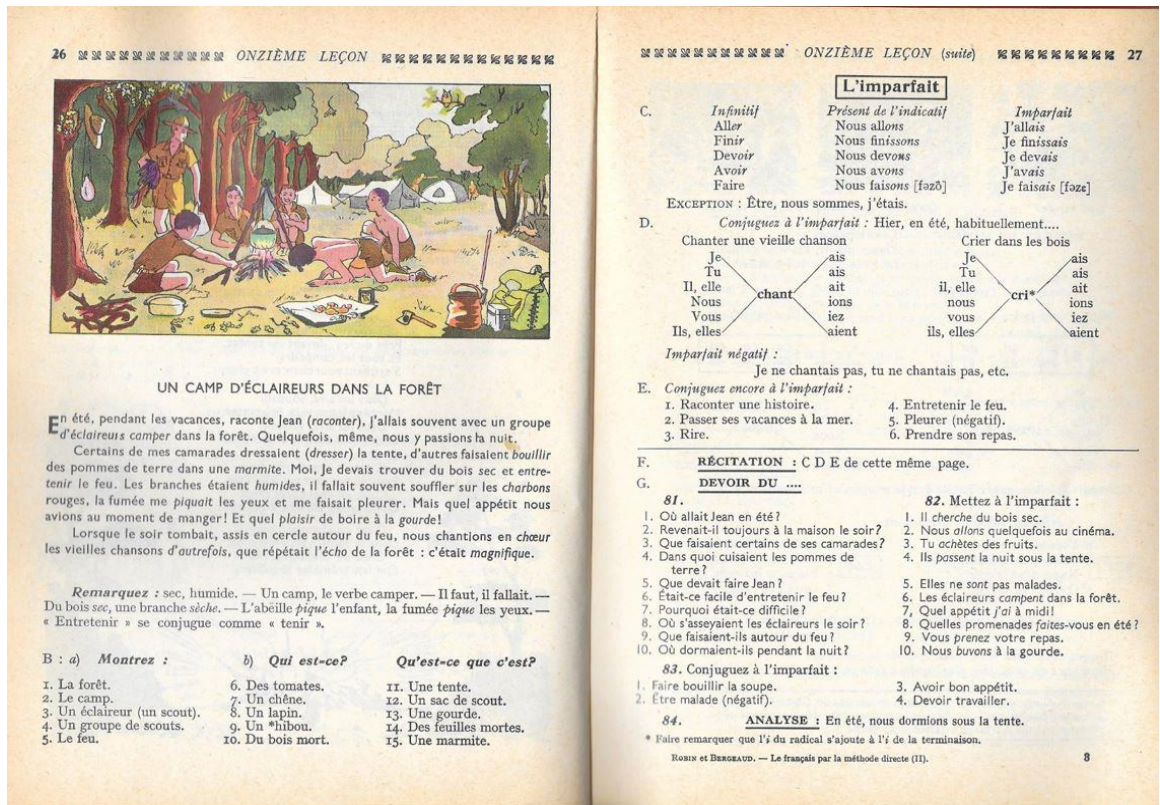 26 ONZIÈME LEÇON
UN CAMP D'ÉCLAIREURS DANS LA FORÊT
En été, pendant les vacances, raconte Jean (raconter), j'allais souvent avec un groupe
d'éclaireurs camper dans la forêt. Quelquefois, même, nous y passions la nuit.
Certains de mes camarades dressaient (dresser) la tente, d'autres faisaient bouillir
des pommes de terre dans une marmite. Moi, je devais trouver du bois sec et entre-
tenir le feu. Les branches étaient humides, il fallait souvent souffler sur les charbons
rouges, la fumée me piquait les yeux et me faisait pleurer. Mais quel appétit nous
avions au moment de manger! Et quel plaisir de boire à la gourde!
Lorsque le soir tombait, assis en cercle autour du feu, nous chantions en chœur
les vieilles chansons d'autrefois, que répétait l'écho de la forêt : c'était magnifique.
Remarquez : sec, humide. — Un camp, le verbe camper. — Il faut, il fallait. —
Du bois sec, une branche sèche. — L'abeille pique l'enfant, la fumée pique les yeux. —
« Entretenir » se conjugue comme « tenir ».
B : a) Montrez : b) Qui est-ce? Qu'est-ce que c'est?
1. La forêt. 6. Des tomates. 11. Une tente.
2. Le camp. 7. Un chêne. 12. Un sac de scout.
3. Un éclaireur (un scout). 8. Un lapin. 13. Une gourde.
4. Un groupe de scouts. 9. Un *hibou. 14. Des feuilles mortes.
5. Le feu. 10. Du bois mort. 15. Une marmite.
ONZIÈME LEÇON (suite) 27
L'imparfait
C. Infinitif Présent de l'indicatif Imparfait
Aller Nous allons J'allais
Finir Nous finissons Je finissais
Devoir Nous devons Je devais
Avoir Nous avons J'avais
Faire Nous faisons [fəzɔ̃] Je faisais [fəzɛ]
EXCEPTION : Être, nous sommes, j'étais.
D. Conjuguez à l'imparfait : Hier, en été, habituellement....
Chanter une vieille chanson Crier dans les bois
Je ais Je ais
Tu ais Tu ais
Il, elle ait il, elle ait
chant cri*
Nous ions nous ions
Vous iez vous iez
Ils, elles aient ils, elles aient
Imparfait négatif :
Je ne chantais pas, tu ne chantais pas, etc.
E. Conjuguez encore à l'imparfait :
1. Raconter une histoire. 4. Entretenir le feu.
2. Passer ses vacances à la mer. 5. Pleurer (négatif).
3. Rire. 6. Prendre son repas.
F. RÉCITATION : C D E de cette même page.
G. DEVOIR DU ....
81.
1. Où allait Jean en été?
2. Revenait-il toujours à la maison le soir?
3. Que faisaient certains de ses camarades?
4. Dans quoi cuisaient les pommes de
terre?
5. Que devait faire Jean?
6. Était-ce facile d'entretenir le feu?
7. Pourquoi était-ce difficile?
8. Où s'asseyaient les éclaireurs le soir?
9. Que faisaient-ils autour du feu?
10. Où dormaient-ils pendant la nuit?
82. Mettez à l'imparfait :
1. Il cherche du bois sec.
2. Nous allons quelquefois au cinéma.
3. Tu achètes des fruits.
4. Ils passent la nuit sous la tente.
5. Elles ne sont pas malades.
6. Les éclaireurs campent dans la forêt.
7. Quel appétit j'ai à midi!
8. Quelles promenades faites-vous en été?
9. Vous prenez votre repas.
10. Nous buvons à la gourde.
83. Conjuguez à l'imparfait :
1. Faire bouillir la soupe. 3. Avoir bon appétit.
2. Être malade (négatif). 4. Devoir travailler.
84. ANALYSE : En été, nous dormions sous la tente.
* Faire remarquer que l'i du radical s'ajoute à l'i de la terminaison.
ROBIN et BERGEAUD. — Le français par la méthode directe (II). 3